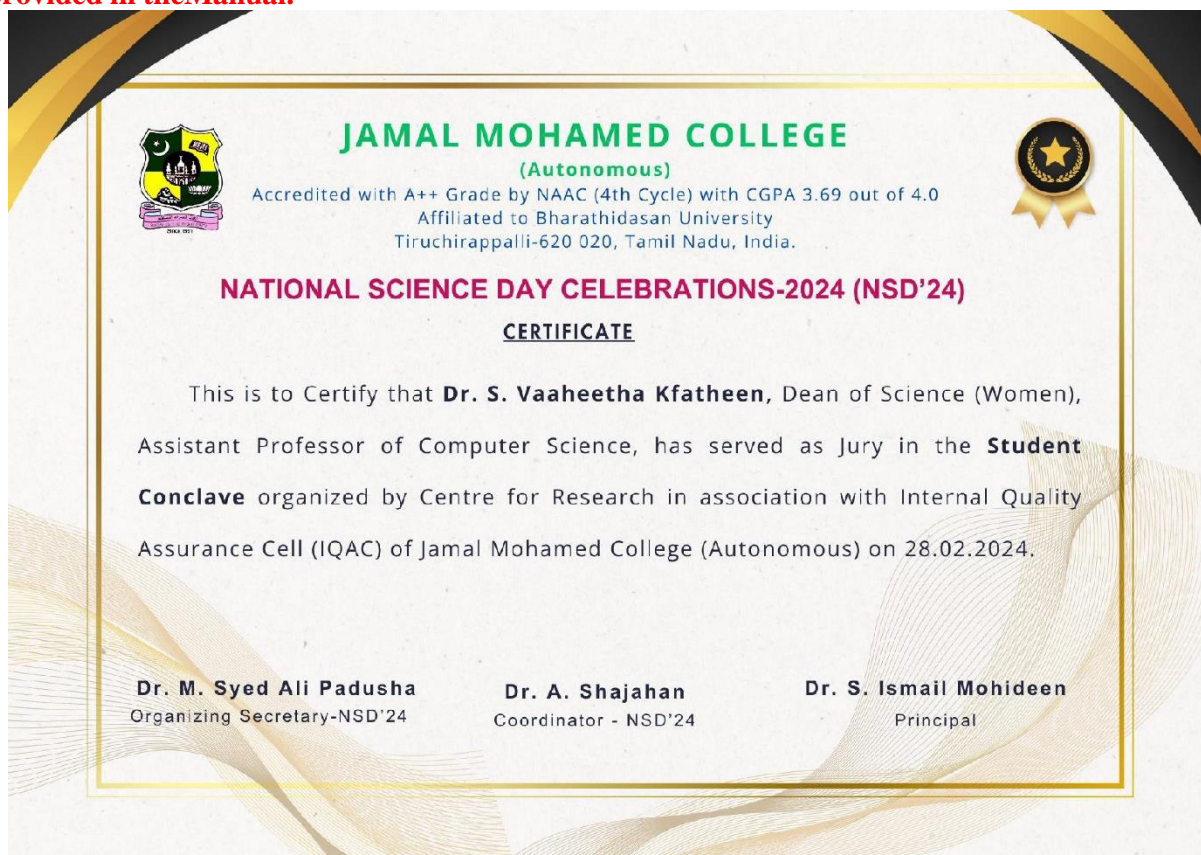 rovided in theManual.
JAMAL MOHAMED COLLEGE
(Autonomous)
Accredited with A++ Grade by NAAC (4th Cycle) with CGPA 3.69 out of 4.0
Affiliated to Bharathidasan University
Tiruchirappalli-620 020, Tamil Nadu, India.
NATIONAL SCIENCE DAY CELEBRATIONS-2024 (NSD'24)
CERTIFICATE
This is to Certify that Dr. S. Vaaheetha Kfatheen, Dean of Science (Women),
Assistant Professor of Computer Science, has served as Jury in the Student
Conclave organized by Centre for Research in association with Internal Quality
Assurance Cell (IQAC) of Jamal Mohamed College (Autonomous) on 28.02.2024.
Dr. M. Syed Ali Padusha
Organizing Secretary-NSD'24
Dr. A. Shajahan
Coordinator - NSD'24
Dr. S. Ismail Mohideen
Principal